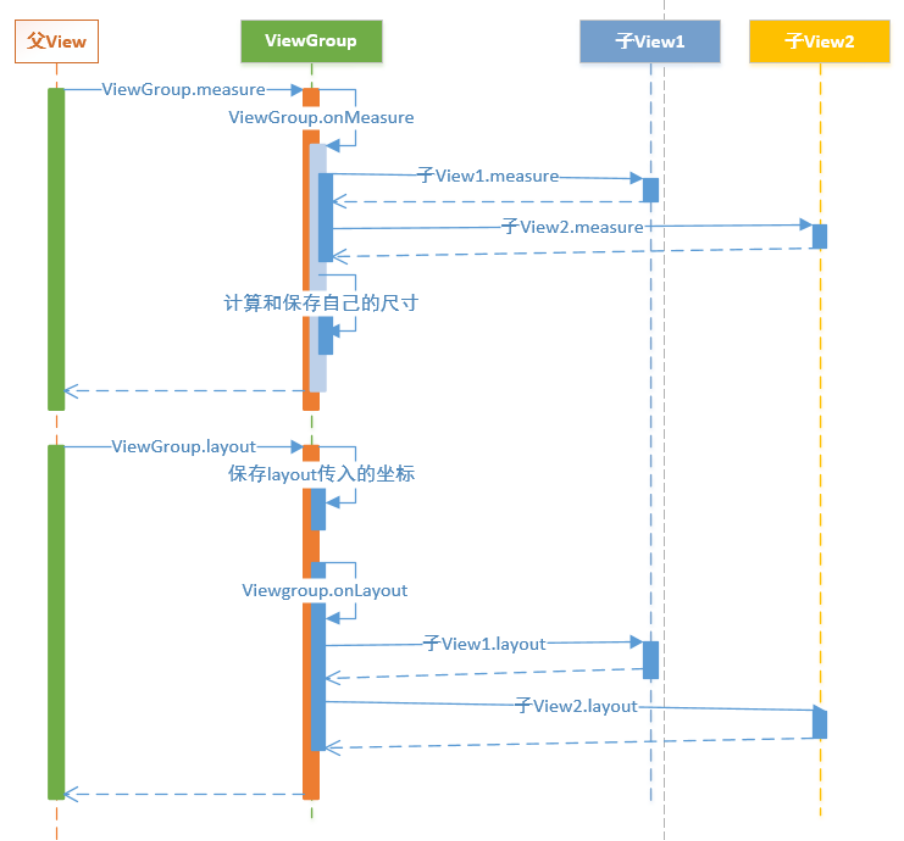 父View
ViewGroup
子View1
子View2
ViewGroup.measure
ViewGroup.onMeasure
子View1.measure
子View2.measure
计算和保存自己的尺寸
ViewGroup.layout
保存layout传入的坐标
Viewgroup.onLayout
子View1.layout
子View2.layout